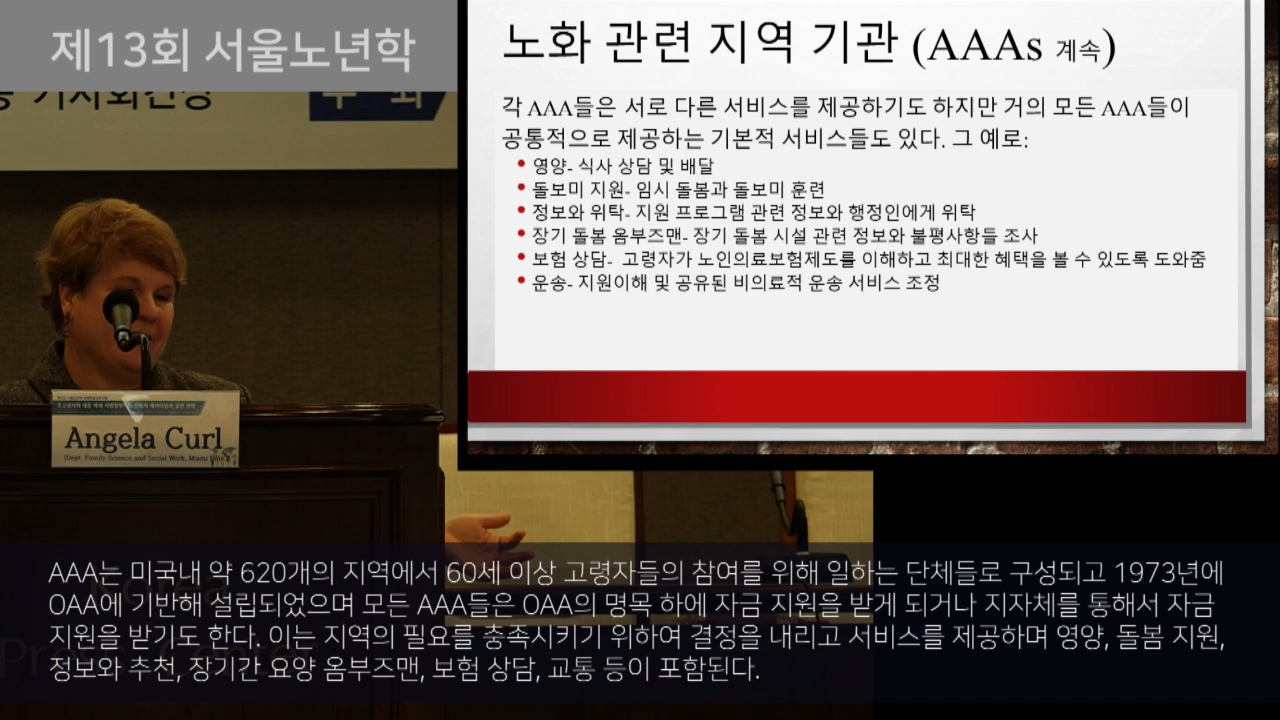 제13회 서울노년학
노화 관련 지역 기관 (AAAs 계속)
각 AAA들은 서로 다른 서비스를 제공하기도 하지만 거의 모든 AAA들이
공통적으로 제공하는 기본적 서비스들도 있다. 그 예로:
• 영양- 식사 상담 및 배달
• 돌보미 지원- 임시 돌봄과 돌보미 훈련
• 정보와 위탁- 지원 프로그램 관련 정보와 행정인에게 위탁
• 장기 돌봄 옴부즈맨- 장기 돌봄 시설 관련 정보와 불평사항들 조사
• 보험 상담- 고령자가 노인의료보험제도를 이해하고 최대한 혜택을 볼 수 있도록 도와줌
• 운송- 지원이해 및 공유된 비의료적 운송 서비스 조정
Angela Curl
(Dept. Family Science and Social Work, Miami
AAA는 미국내 약 620개의 지역에서 60세 이상 고령자들의 참여를 위해 일하는 단체들로 구성되고 1973년에
OAA에 기반해 설립되었으며 모든 AAA들은 OAA의 명목 하에 자금 지원을 받게 되거나 지자체를 통해서 자금
지원을 받기도 한다. 이는 지역의 필요를 충족시키기 위하여 결정을 내리고 서비스를 제공하며 영양, 돌봄 지원,
정보와 추천, 장기간 요양 옴부즈맨, 보험 상담, 교통 등이 포함된다.